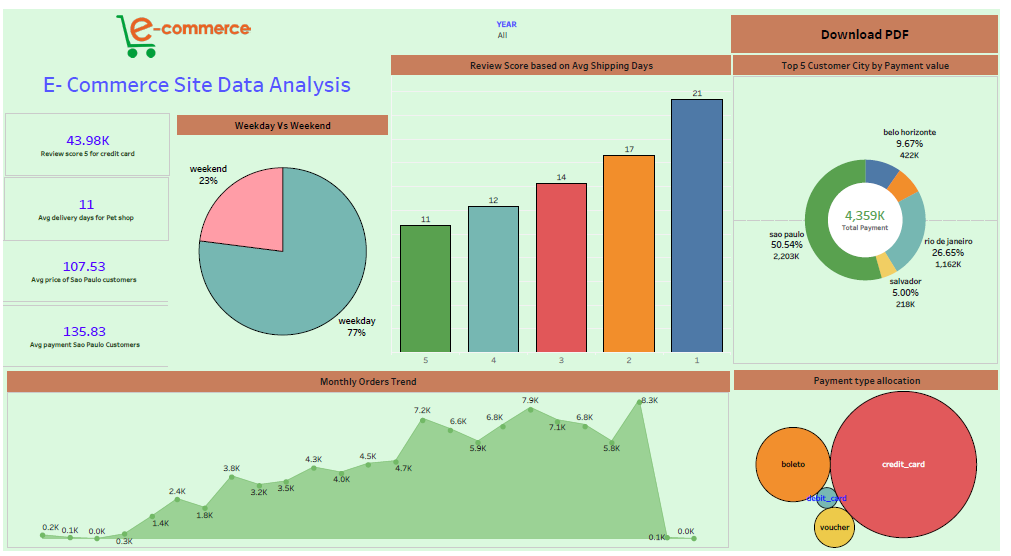 e-commerce
YEAR
All
Download PDF
E- Commerce Site Data Analysis
43.98K
Review score 5 for credit card
11
Avg delivery days for Pet shop
107.53
Avg price of Sao Paulo customers
135.83
Avg payment Sao Paulo Customers
Weekday Vs Weekend
weekend
23%
weekday
77%
Review Score based on Avg Shipping Days
11
12
14
17
21
5
4
3
2
1
Top 5 Customer City by Payment value
belo horizonte
9.67%
422K
4,359K
Total Payment
sao paulo
50.54%
2,203K
rio de janeiro
26.65%
1,162K
salvador
5.00%
218K
Monthly Orders Trend
0.2K
0.1K
0.0K
0.3K
1.4K
2.4K
1.8K
3.8K
3.2K
3.5K
4.3K
4.0K
4.5K
4.7K
7.2K
6.6K
5.9K
6.8K
7.9K
7.1K
6.8K
5.8K
8.3K
0.1K
0.0K
Payment type allocation
boleto
credit_card
debit_card
voucher